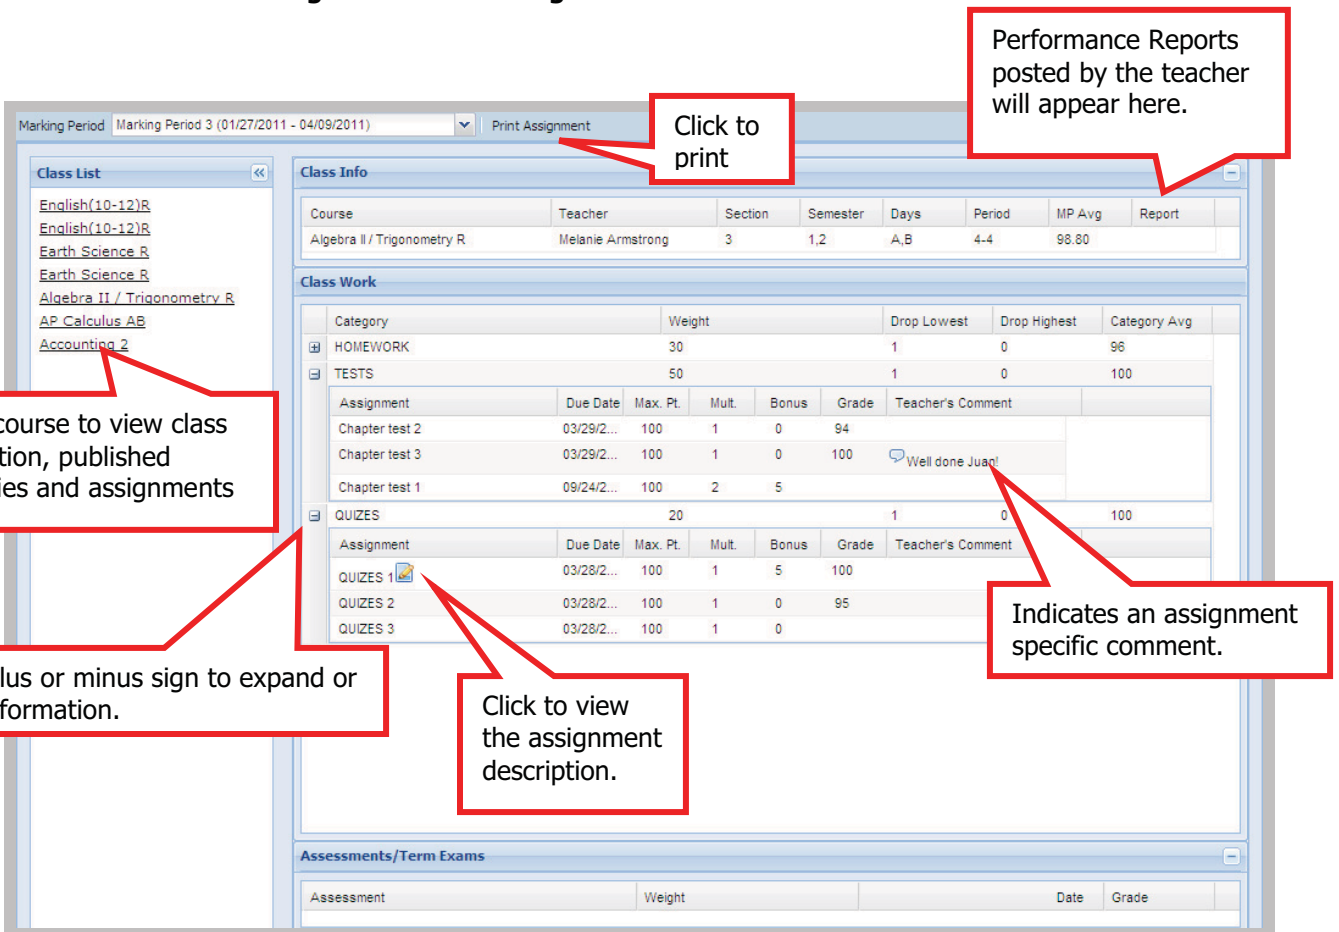 Performance Reports
posted by the teacher
will appear here.
Marking Period Marking Period 3 (01/27/2011 - 04/09/2011) Print Assignment
Click to
print
Class List
English(10-12)R
English(10-12)R
Earth Science R
Earth Science R
Algebra II / Trigonometry R
AP Calculus AB
Accounting 2
course to view class
tion, published
ies and assignments
lus or minus sign to expand or
formation.
Class Info
Course Teacher Section Semester Days Period MP Avg Report
Algebra II / Trigonometry R Melanie Armstrong 3 1,2 A,B 4-4 98.80
Class Work
Category Weight Drop Lowest Drop Highest Category Avg
HOMEWORK 30 1 0 96
TESTS 50 1 0 100
Assignment Due Date Max. Pt. Mult. Bonus Grade Teacher's Comment
Chapter test 2 03/29/2... 100 1 0 94
Chapter test 3 03/29/2... 100 1 0 100 Well done Juan!
Chapter test 1 09/24/2... 100 2 5
QUIZES 20 1 0 100
Assignment Due Date Max. Pt. Mult. Bonus Grade Teacher's Comment
QUIZES 1 03/28/2... 100 1 5 100
QUIZES 2 03/28/2... 100 1 0 95
QUIZES 3 03/28/2... 100 1 0
Indicates an assignment
specific comment.
Click to view
the assignment
description.
Assessments/Term Exams
Assessment Weight Date Grade